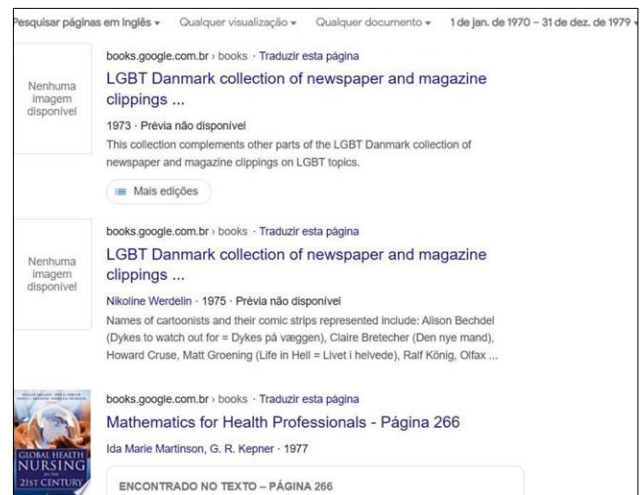 Pesquisar páginas em Inglês ▾ Qualquer visualização ▾ Qualquer documento ▾ 1 de jan. de 1970 – 31 de dez. de 1979 ▾
books.google.com.br › books · Traduzir esta página
Nenhuma
imagem
disponível
LGBT Danmark collection of newspaper and magazine
clippings ...
1973 · Prévia não disponível
This collection complements other parts of the LGBT Danmark collection of
newspaper and magazine clippings on LGBT topics.
Mais edições
books.google.com.br › books · Traduzir esta página
Nenhuma
imagem
disponível
LGBT Danmark collection of newspaper and magazine
clippings ...
Nikoline Werdelin · 1975 · Prévia não disponível
Names of cartoonists and their comic strips represented include: Alison Bechdel
(Dykes to watch out for = Dykes på væggen), Claire Bretecher (Den nye mand),
Howard Cruse, Matt Groening (Life in Hell = Livet i helvede), Ralf König, Olfax ...
books.google.com.br › books · Traduzir esta página
Mathematics for Health Professionals - Página 266
Ida Marie Martinson, G. R. Kepner · 1977
GLOBAL HEALTH
NURSING
21ST CENTURY
ENCONTRADO NO TEXTO – PÁGINA 266